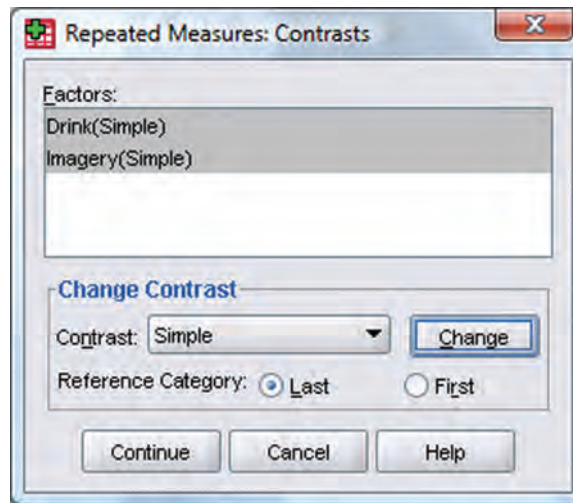 Repeated Measures: Contrasts
Factors:
Drink(Simple)
Imagery(Simple)
Change Contrast
Contrast: Simple Change
Reference Category: Last First
Continue Cancel Help